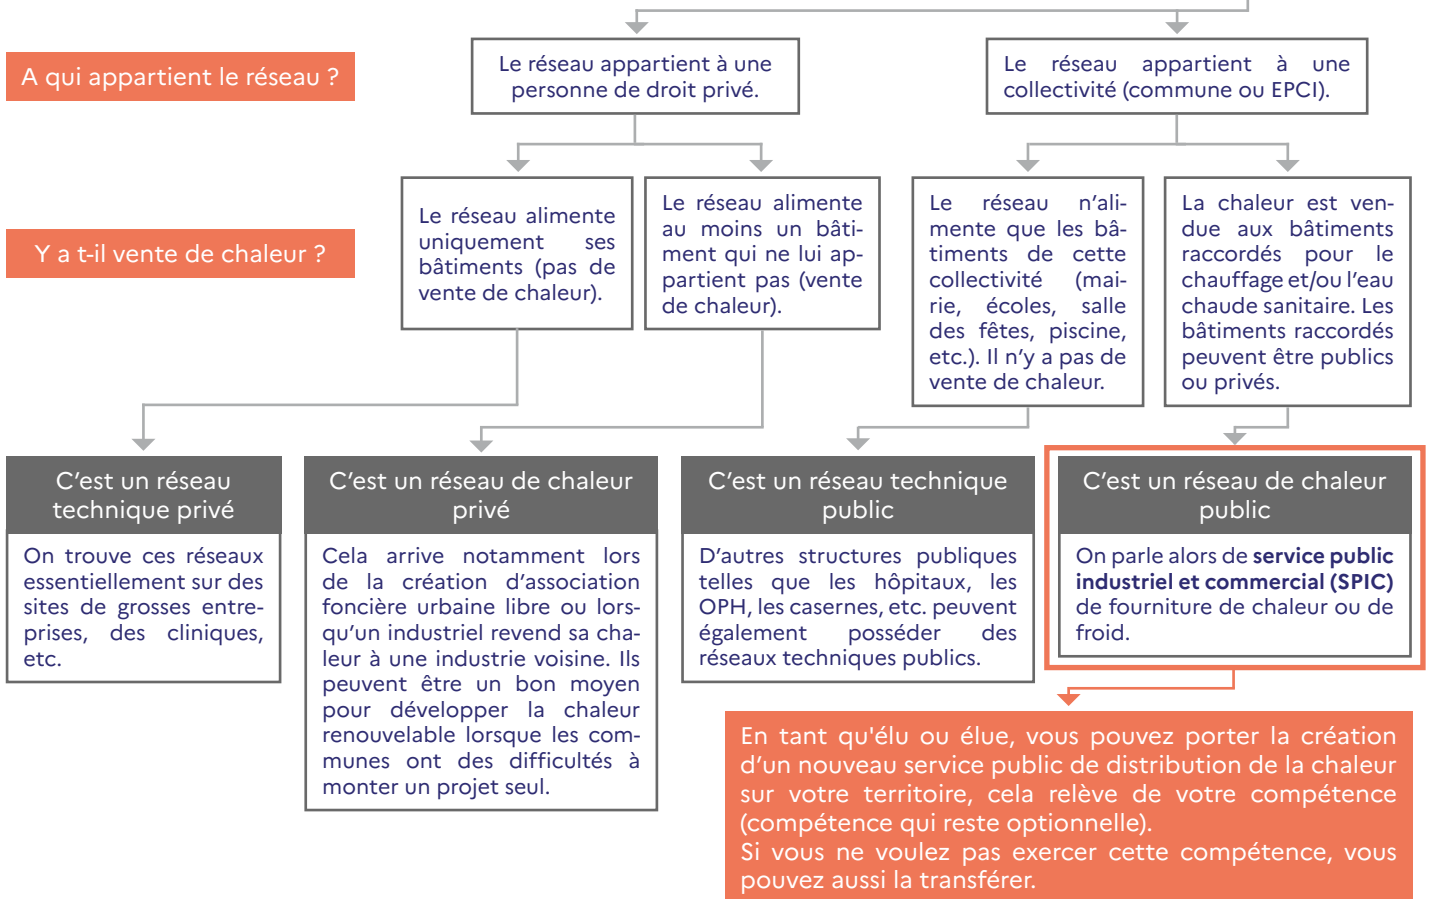 A qui appartient le réseau ?
Le réseau appartient à une
personne de droit privé.
Le réseau appartient à une
collectivité (commune ou EPCI).
Y a t-il vente de chaleur ?
Le réseau alimente
uniquement ses
bâtiments (pas de
vente de chaleur).
Le réseau alimente
au moins un bâti-
ment qui ne lui ap-
partient pas (vente
de chaleur).
Le réseau n'ali-
mente que les bâ-
timents de cette
collectivité (mai-
rie, écoles, salle
des fêtes, piscine,
etc.). Il n'y a pas de
vente de chaleur.
La chaleur est ven-
due aux bâtiments
raccordés pour le
chauffage et/ou l'eau
chaude sanitaire. Les
bâtiments raccordés
peuvent être publics
ou privés.
C'est un réseau
technique privé
On trouve ces réseaux
essentiellement sur des
sites de grosses entre-
prises, des cliniques,
etc.
C'est un réseau de chaleur
privé
Cela arrive notamment lors
de la création d'association
foncière urbaine libre ou lors-
qu'un industriel revend sa cha-
leur à une industrie voisine. Ils
peuvent être un bon moyen
pour développer la chaleur
renouvelable lorsque les com-
munes ont des difficultés à
monter un projet seul.
C'est un réseau technique
public
D'autres structures publiques
telles que les hôpitaux, les
OPH, les casernes, etc. peuvent
également posséder des
réseaux techniques publics.
C'est un réseau de chaleur
public
On parle alors de service public
industriel et commercial (SPIC)
de fourniture de chaleur ou de
froid.
En tant qu'élu ou élue, vous pouvez porter la création
d'un nouveau service public de distribution de la chaleur
sur votre territoire, cela relève de votre compétence
(compétence qui reste optionnelle).
Si vous ne voulez pas exercer cette compétence, vous
pouvez aussi la transférer.